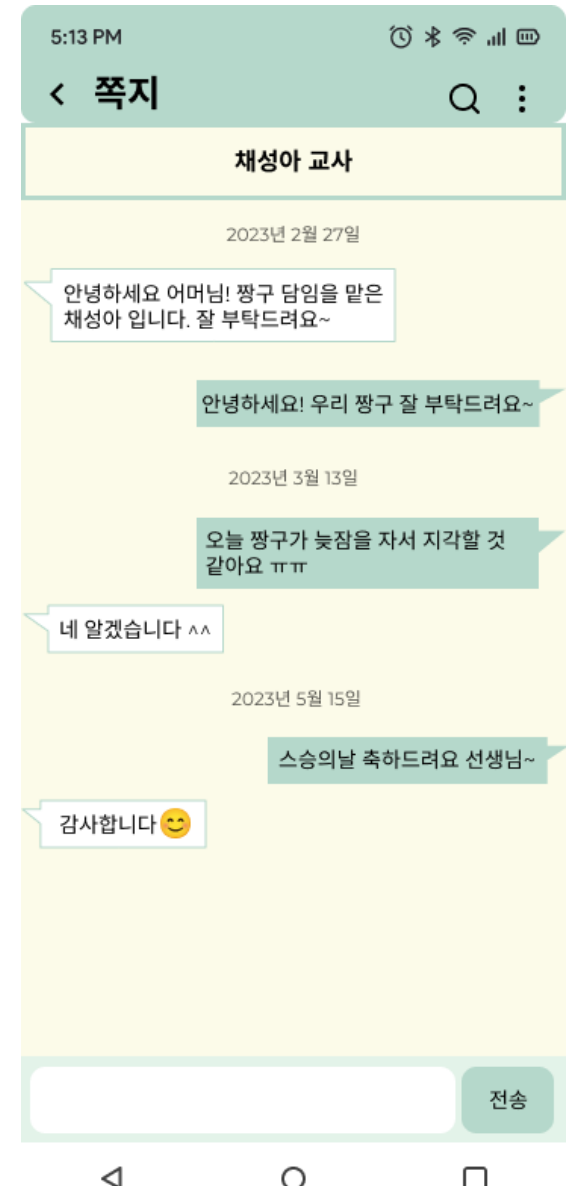 5:13 PM
쪽지
채성아 교사
2023년 2월 27일
안녕하세요 어머님! 짱구 담임을 맡은
채성아 입니다. 잘 부탁드려요~
안녕하세요! 우리 짱구 잘 부탁드려요~
2023년 3월 13일
오늘 짱구가 늦잠을 자서 지각할 것
같아요 ㅠㅠ
네 알겠습니다 ^^
2023년 5월 15일
스승의날 축하드려요 선생님~
감사합니다😊
전송